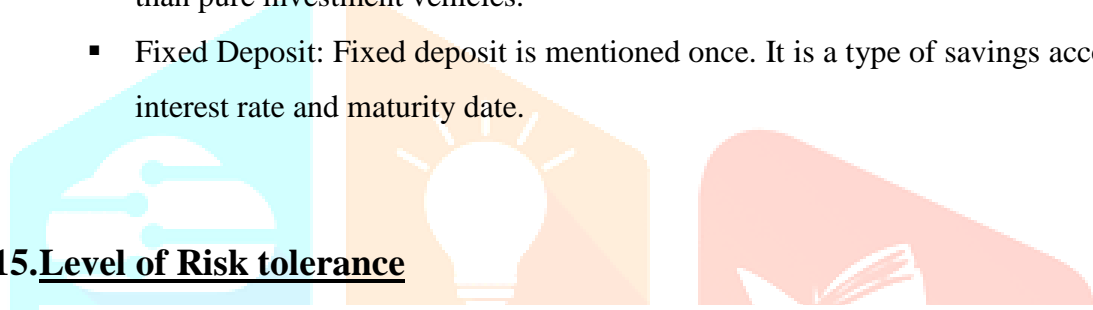 than pure investment vehicles.
▪ Fixed Deposit: Fixed deposit is mentioned once. It is a type of savings
interest rate and maturity date.
15.Level of Risk tolerance